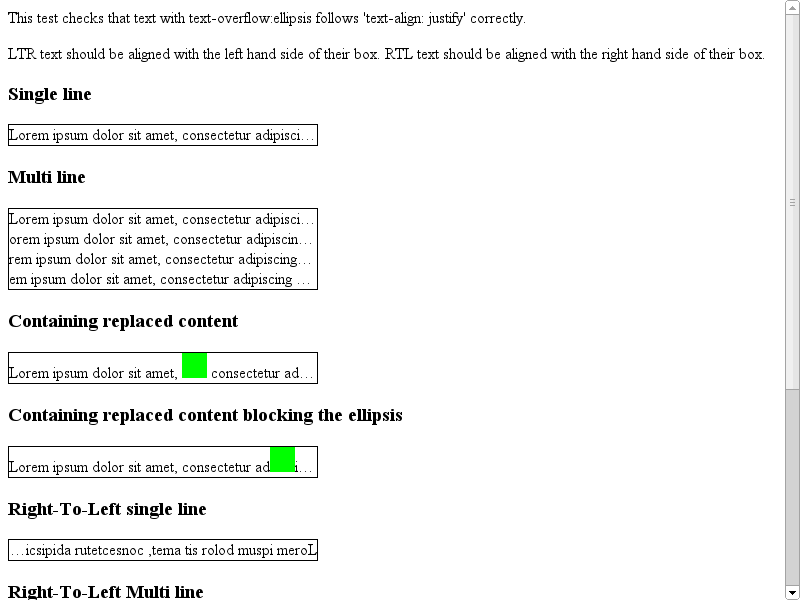 This test checks that text with text-overflow:ellipsis follows 'text-align: justify' correctly.
LTR text should be aligned with the left hand side of their box. RTL text should be aligned with the right hand side of their box.
Single line
Lorem ipsum dolor sit amet, consectetur adipisci…
Multi line
Lorem ipsum dolor sit amet, consectetur adipisci…
orem ipsum dolor sit amet, consectetur adipiscin…
rem ipsum dolor sit amet, consectetur adipiscing…
em ipsum dolor sit amet, consectetur adipiscing …
Containing replaced content
Lorem ipsum dolor sit amet, consectetur ad…
Containing replaced content blocking the ellipsis
Lorem ipsum dolor sit amet, consectetur ad i…
Right-To-Left single line
…icsipida rutetcesnoc ,tema tis rolod muspi meroL
Right-To-Left Multi line